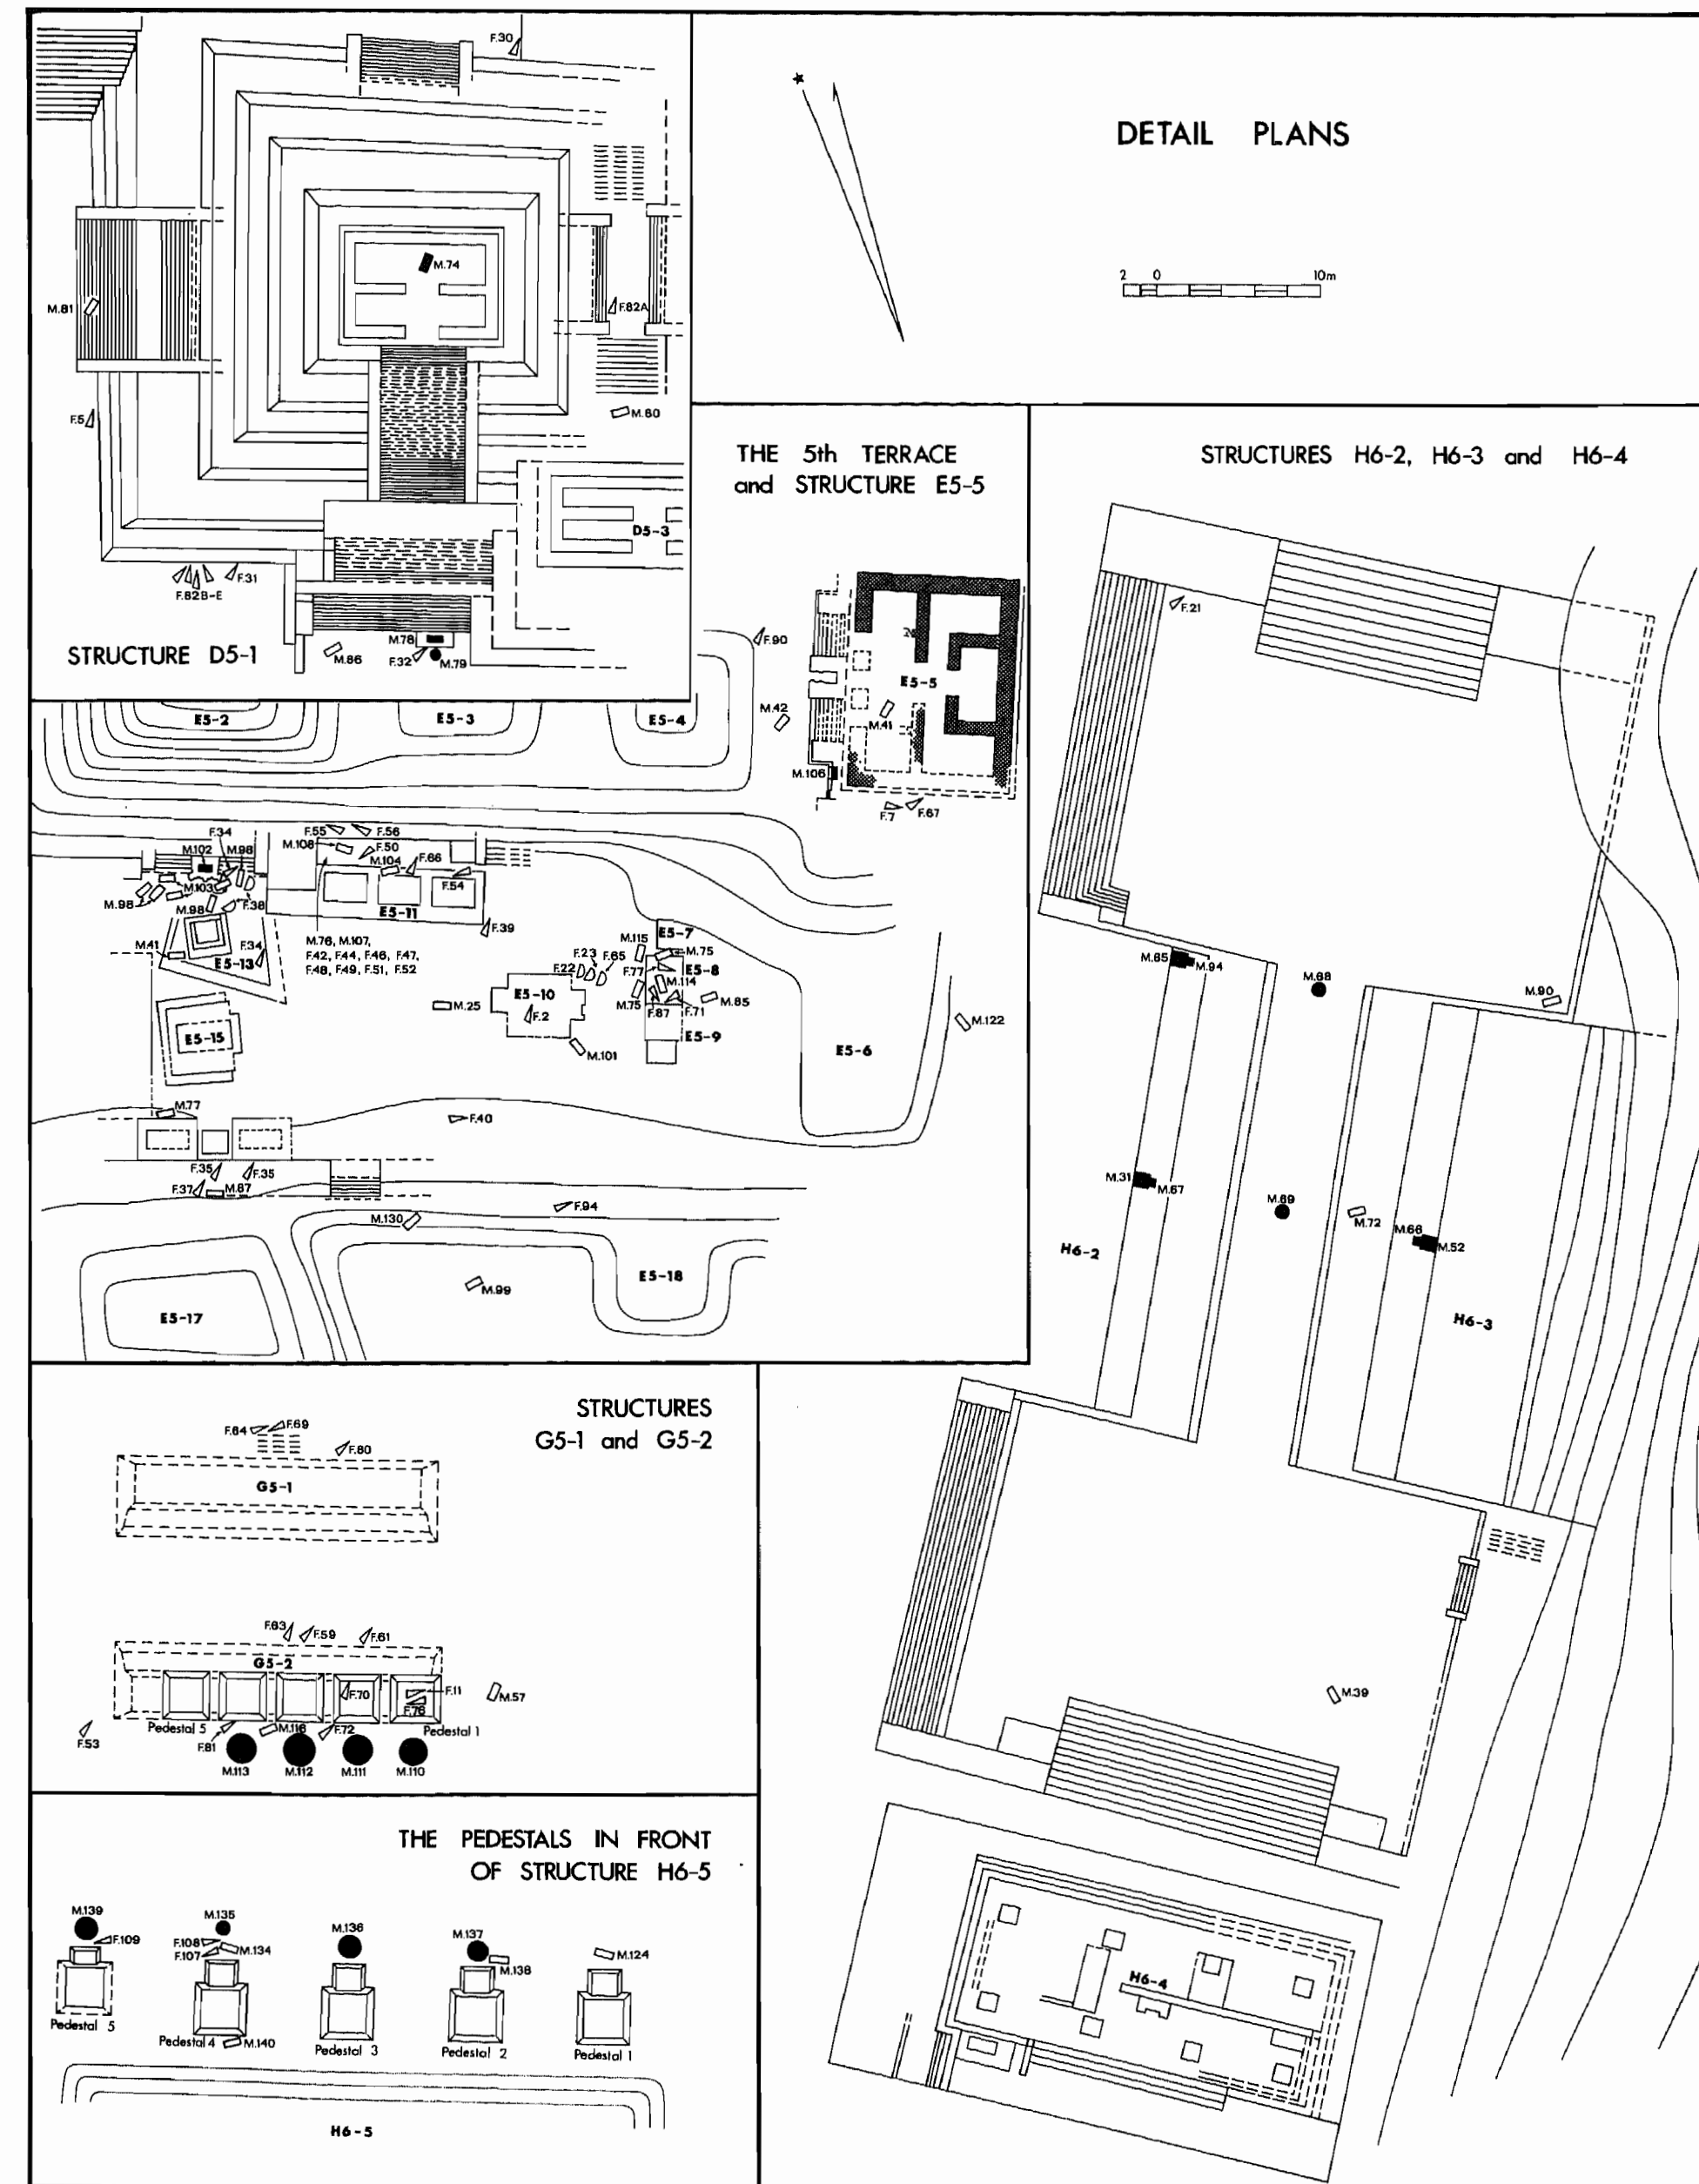 F.30
M.74
M.81
F.82A
F.5
M.80
D5-3
F.31
F.82B-E
M.78
M.86
F.32
M.79
STRUCTURE D5-1
DETAIL PLANS
2 0 10m
THE 5th TERRACE
and STRUCTURE E5-5
F.90
E5-5
M.42
M.41
M.106
F.7
F.67
E5-2
E5-3
E5-4
F.34
M.102
M.98
F.55
F.56
M.108
F.50
M.104
F.66
M.103
F.54
M.98
M.98
F.38
E5-11
F.39
M.41
F.34
E5-13
M.76, M.107,
F.42, F.44, F.46, F.47,
F.48, F.49, F.51, F.52
M.115
E5-7
M.75
F.23
F.65
F.22
F.77
E5-8
M.114
E5-10
M.25
F.2
M.75
F.87
F.71
M.85
M.122
E5-15
E5-9
M.101
E5-6
M.77
F.40
F.35
F.35
F.37
M.87
F.94
M.130
M.99
E5-18
E5-17
STRUCTURES H6-2, H6-3 and H6-4
F.21
M.65
M.94
M.68
M.90
M.31
M.67
M.69
M.72
M.66
M.52
H6-2
H6-3
M.39
H6-4
STRUCTURES
G5-1 and G5-2
F.64
F.69
F.80
G5-1
F.63
F.59
F.61
G5-2
F.70
F.11
F.76
M.57
Pedestal 5
M.116
F.72
Pedestal 1
F.53
F.81
M.113
M.112
M.111
M.110
THE PEDESTALS IN FRONT
OF STRUCTURE H6-5
M.139
M.135
M.136
M.137
F.109
F.108
F.107
M.134
M.138
M.124
Pedestal 5
Pedestal 4
M.140
Pedestal 3
Pedestal 2
Pedestal 1
H6-5